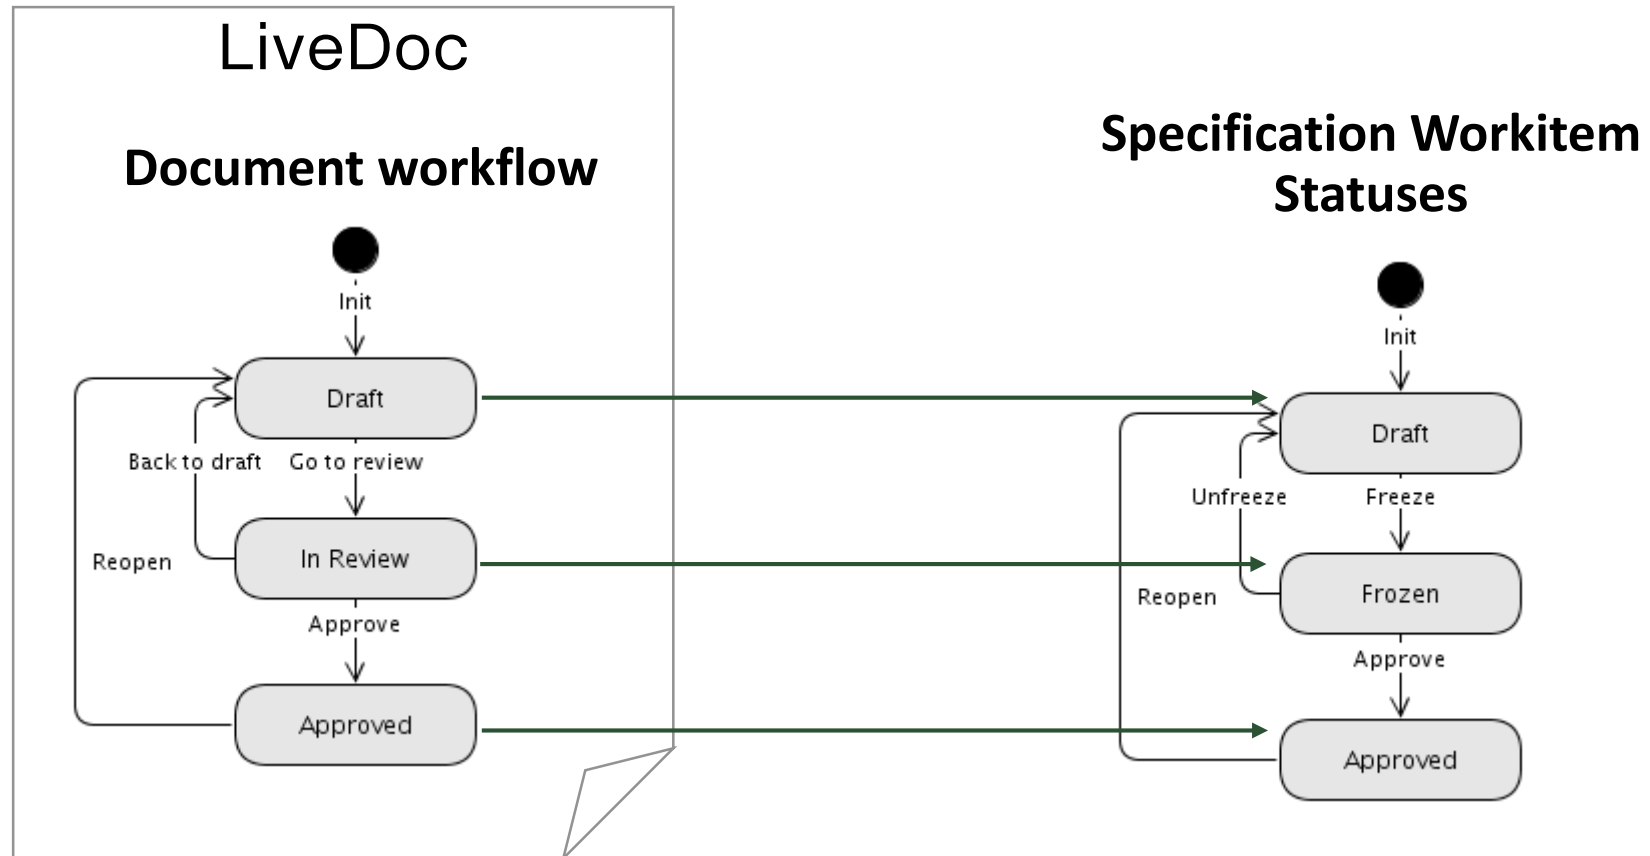 LiveDoc
Document workflow
Init
Draft
Back to draft
Go to review
In Review
Reopen
Approve
Approved
Specification Workitem
Statuses
Init
Draft
Unfreeze
Freeze
Frozen
Reopen
Approve
Approved